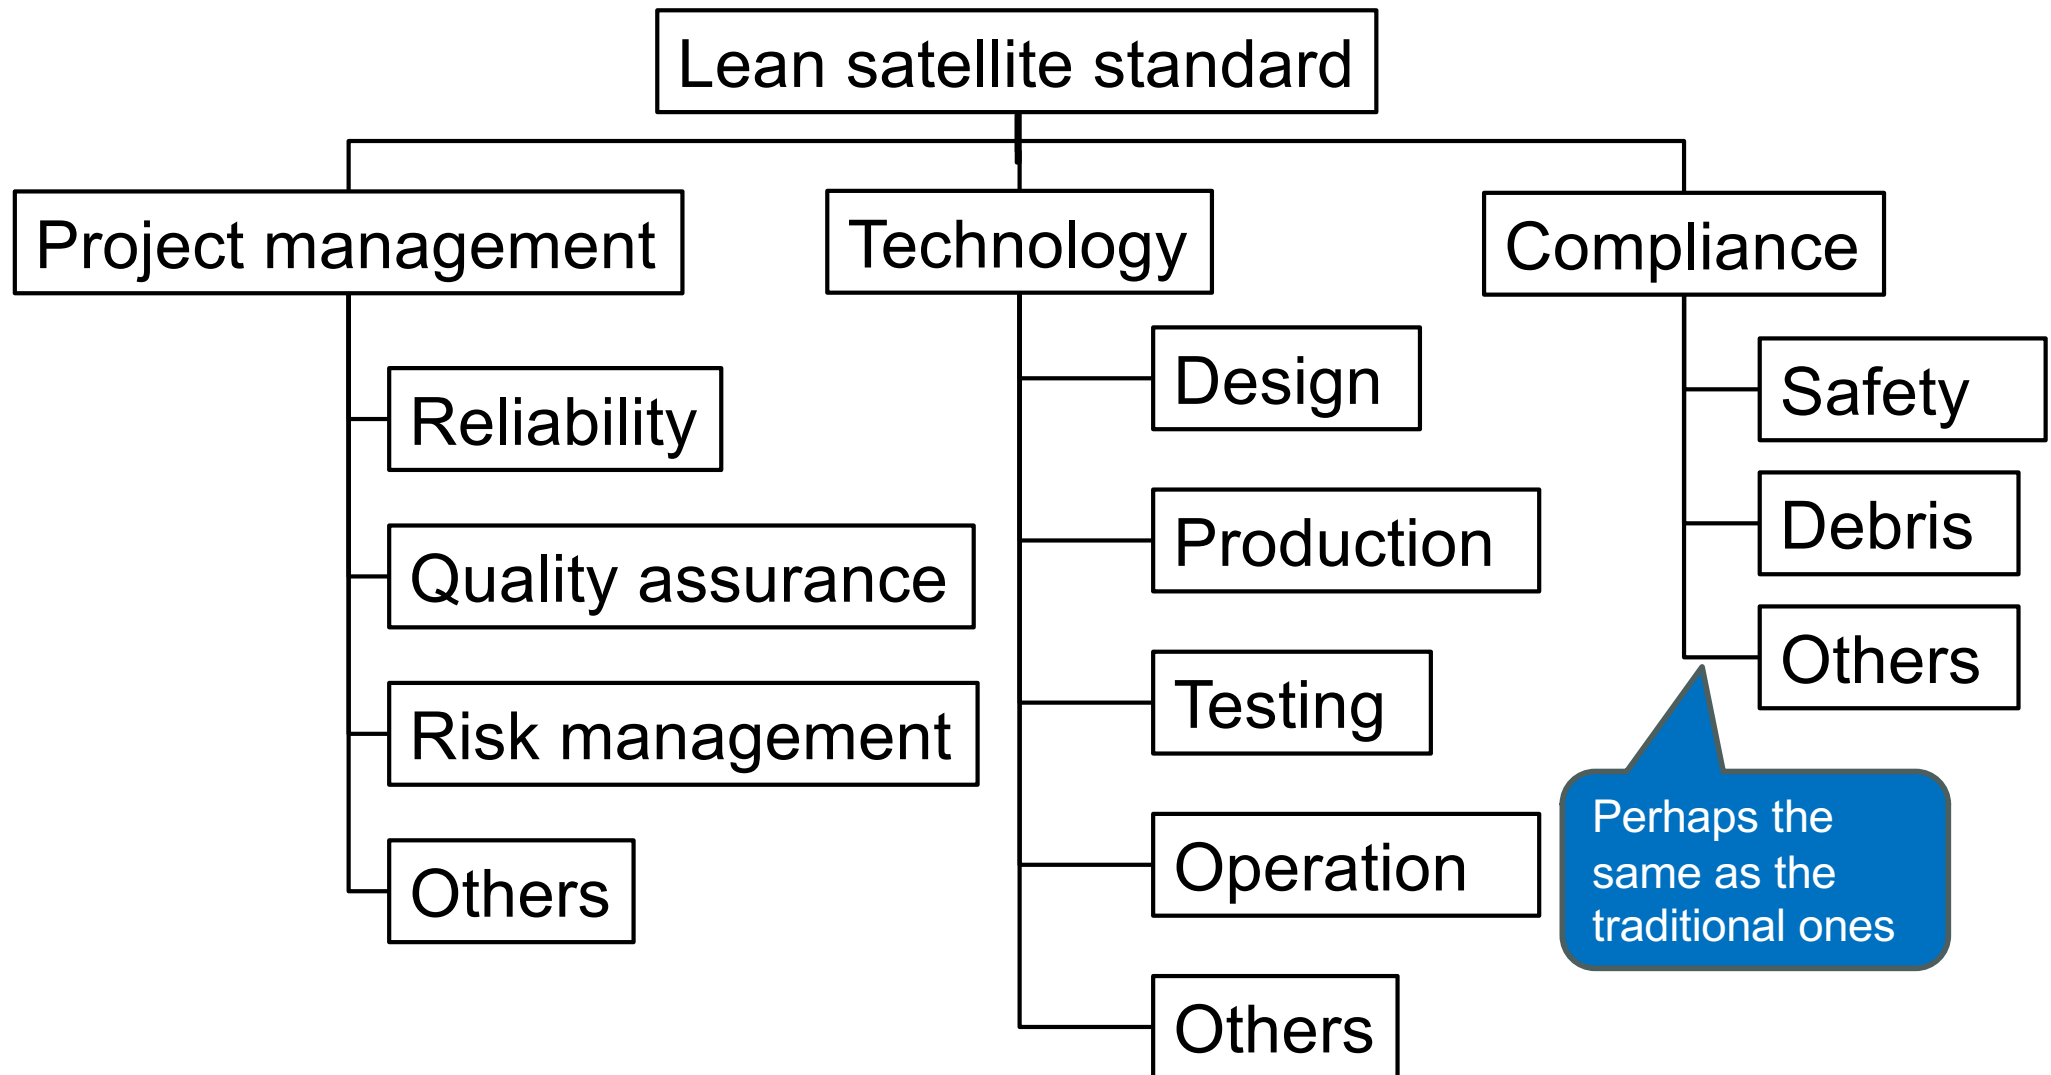 Lean satellite standard
Project management
Reliability
Quality assurance
Risk management
Others
Technology
Design
Production
Testing
Operation
Others
Compliance
Safety
Debris
Others
Perhaps the
same as the
traditional ones